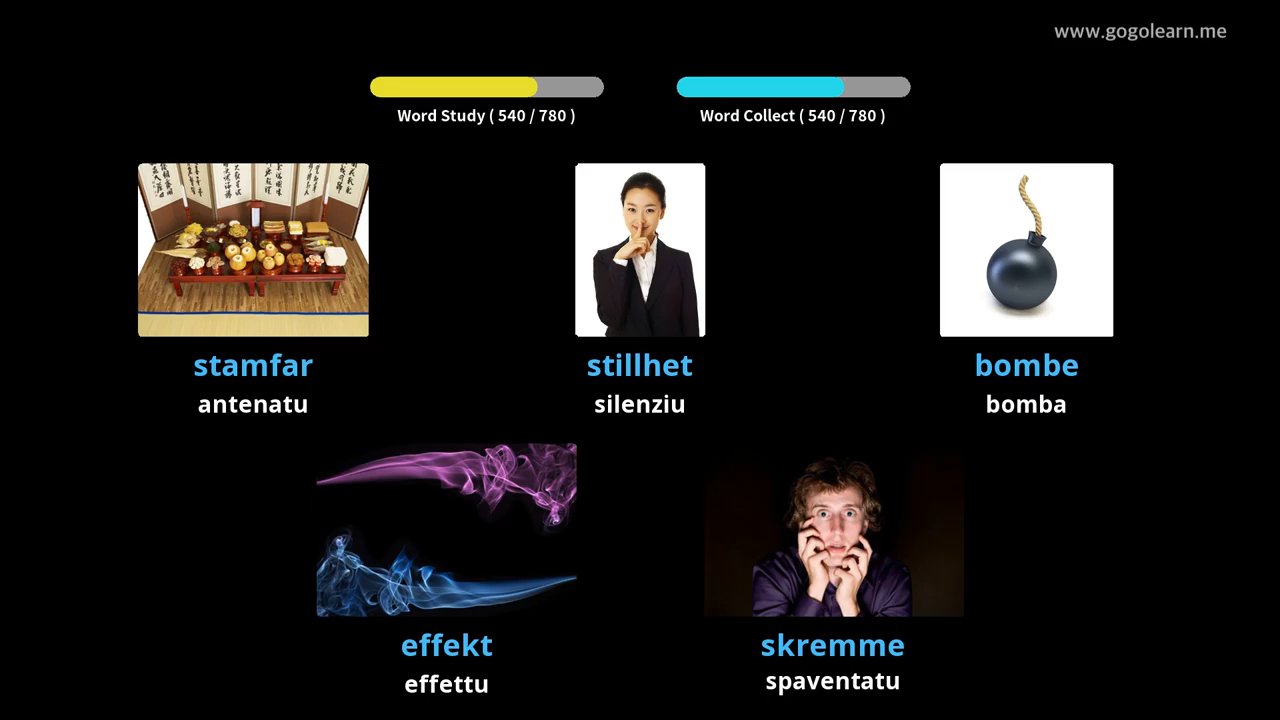 www.gogolearn.me
Word Study ( 540 / 780 )
Word Collect ( 540 / 780 )
stamfar
antenatu
stillhet
silenziu
bombe
bomba
effekt
effettu
skremme
spaventatu